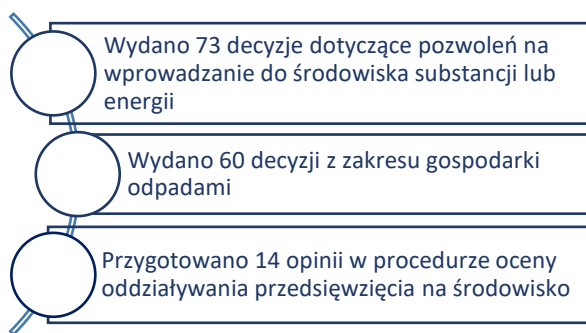 Wydano 73 decyzje dotyczące pozwoleń na
wprowadzanie do środowiska substancji lub
energii
Wydano 60 decyzji z zakresu gospodarki
odpadami
Przygotowano 14 opinii w procedurze oceny
oddziaływania przedsięwzięcia na środowisko